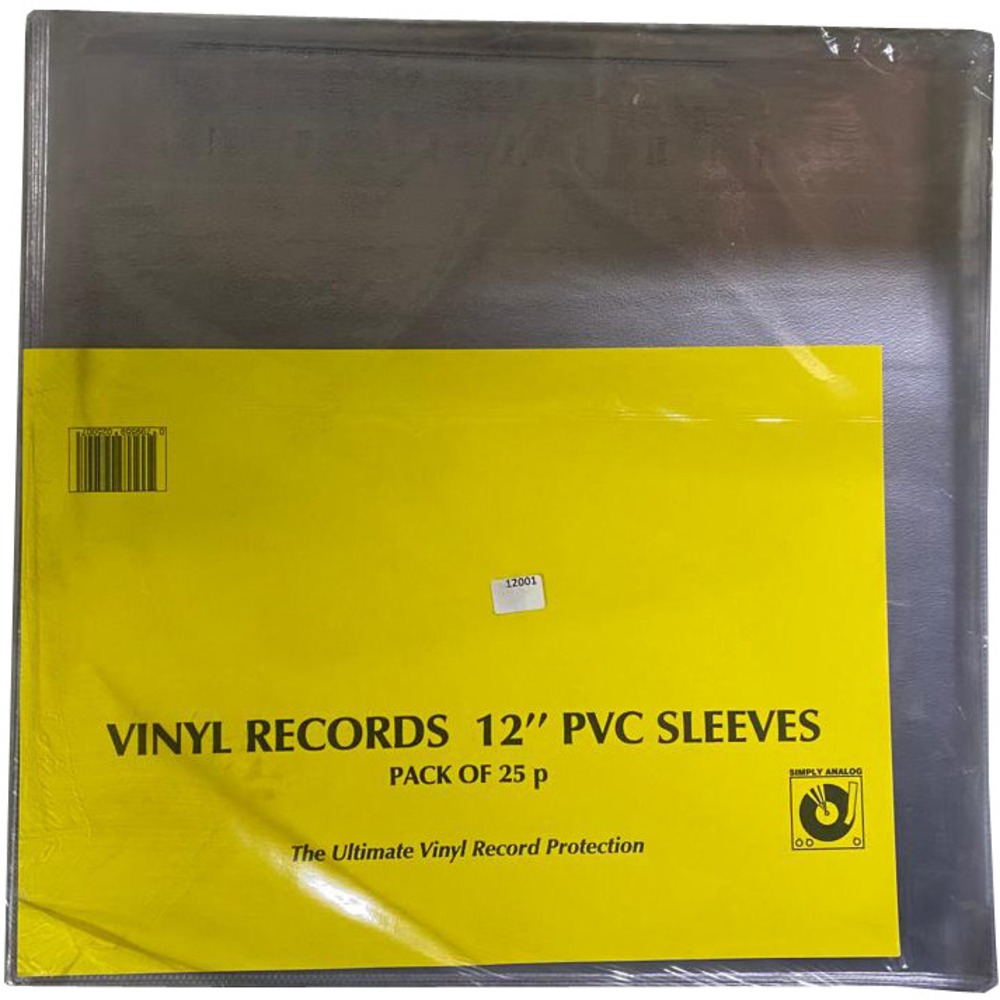 12001
VINYL RECORDS 12″ PVC SLEEVES
PACK OF 25 p
SIMPLY ANALOG
The Ultimate Vinyl Record Protection